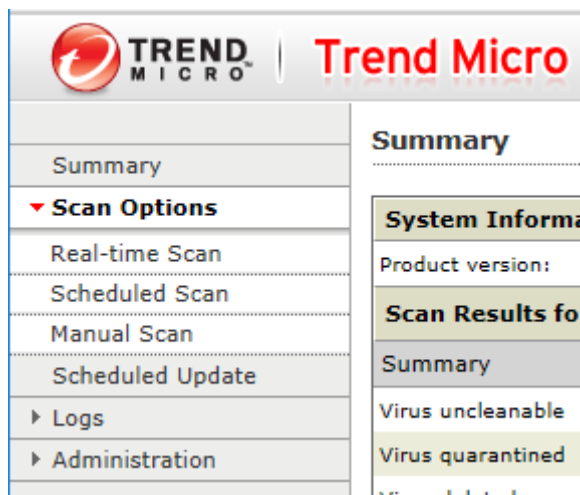 TREND
MICRO™
Trend Micro
Summary
Scan Options
Real-time Scan
Scheduled Scan
Manual Scan
Scheduled Update
Logs
Administration
Summary
System Informa
Product version:
Scan Results fo
Summary
Virus uncleanable
Virus quarantined